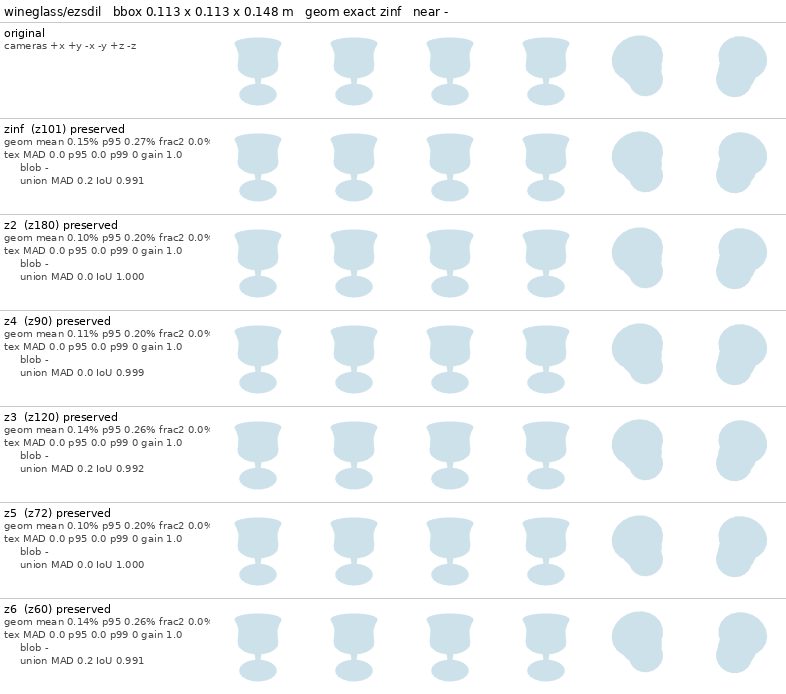 wineglass/ezsdil bbox 0.113 x 0.113 x 0.148 m geom exact zinf near -
original
cameras +x +y -x -y +z -z
zinf (z101) preserved
geom mean 0.15% p95 0.27% frac2 0.0%
tex MAD 0.0 p95 0.0 p99 0 gain 1.0
blob -
union MAD 0.2 IoU 0.991
z2 (z180) preserved
geom mean 0.10% p95 0.20% frac2 0.0%
tex MAD 0.0 p95 0.0 p99 0 gain 1.0
blob -
union MAD 0.0 IoU 1.000
z4 (z90) preserved
geom mean 0.11% p95 0.20% frac2 0.0%
tex MAD 0.0 p95 0.0 p99 0 gain 1.0
blob -
union MAD 0.0 IoU 0.999
z3 (z120) preserved
geom mean 0.14% p95 0.26% frac2 0.0%
tex MAD 0.0 p95 0.0 p99 0 gain 1.0
blob -
union MAD 0.2 IoU 0.992
z5 (z72) preserved
geom mean 0.10% p95 0.20% frac2 0.0%
tex MAD 0.0 p95 0.0 p99 0 gain 1.0
blob -
union MAD 0.0 IoU 1.000
z6 (z60) preserved
geom mean 0.14% p95 0.26% frac2 0.0%
tex MAD 0.0 p95 0.0 p99 0 gain 1.0
blob -
union MAD 0.2 IoU 0.991